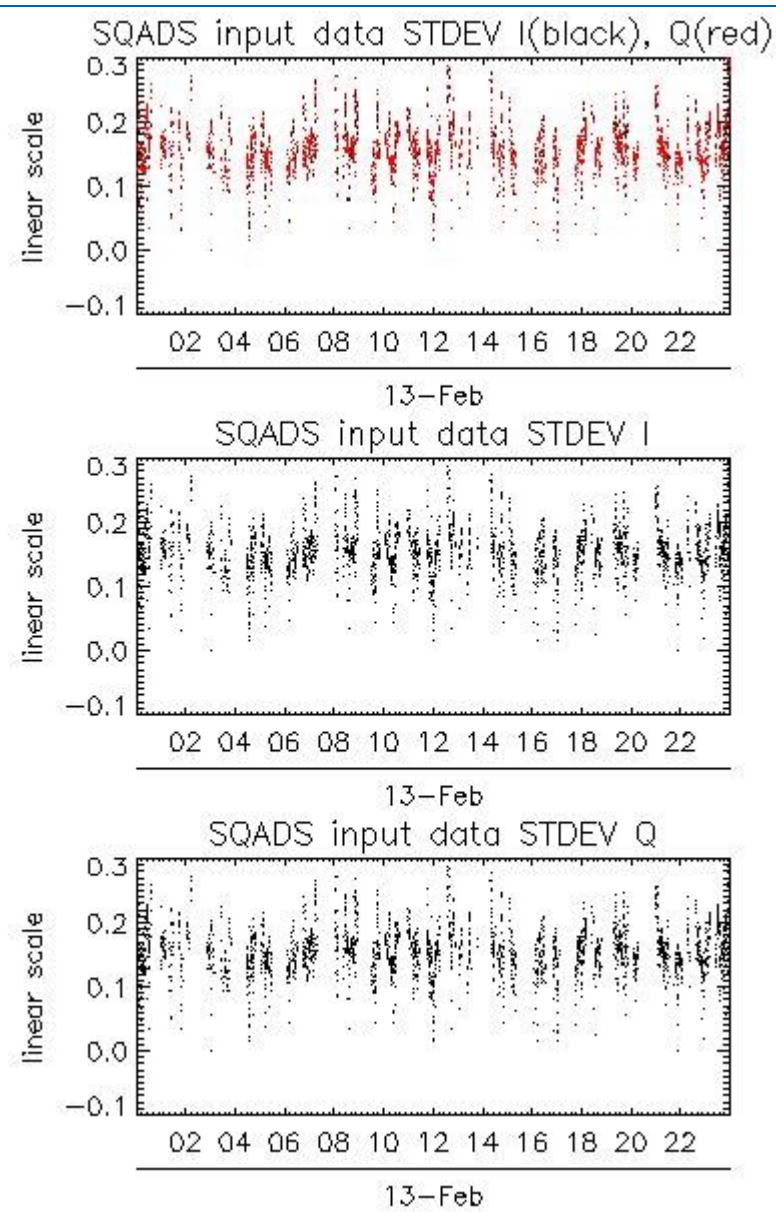 SQADS input data STDEV I(black), Q(red)
0.3
0.2
0.1
0.0
−0.1
linear scale
02 04 06 08 10 12 14 16 18 20 22
13−Feb
SQADS input data STDEV I
0.3
0.2
0.1
0.0
−0.1
linear scale
02 04 06 08 10 12 14 16 18 20 22
13−Feb
SQADS input data STDEV Q
0.3
0.2
0.1
0.0
−0.1
linear scale
02 04 06 08 10 12 14 16 18 20 22
13−Feb